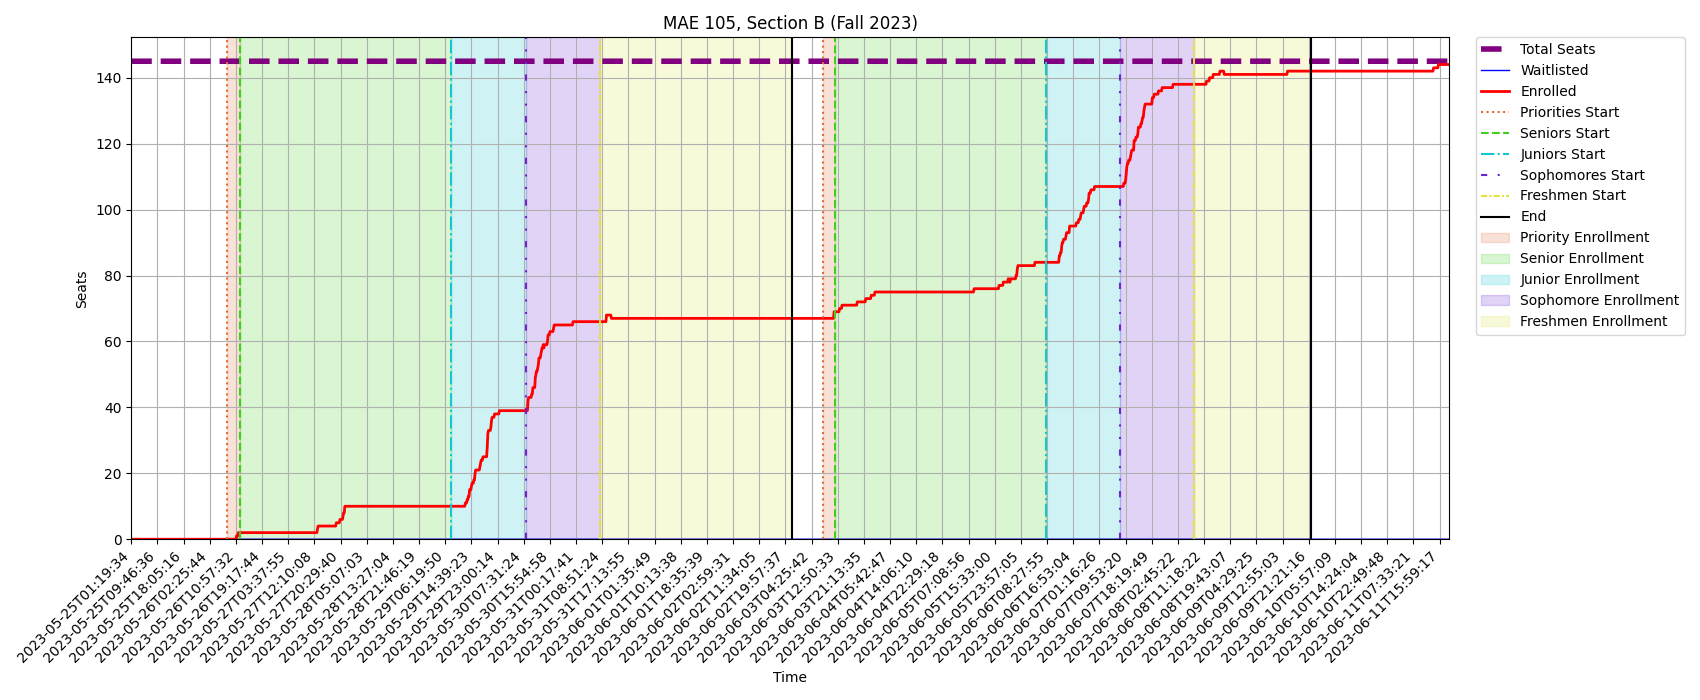 MAE 105, Section B (Fall 2023)
Seats
140
120
100
80
60
40
20
0
2023-05-25T01:19:34
2023-05-25T09:46:36
2023-05-25T18:05:16
2023-05-26T02:25:44
2023-05-26T10:57:32
2023-05-26T19:17:44
2023-05-27T03:37:55
2023-05-27T12:10:08
2023-05-27T20:29:40
2023-05-28T05:07:03
2023-05-28T13:27:04
2023-05-28T21:46:19
2023-05-29T06:19:50
2023-05-29T14:39:23
2023-05-29T23:00:14
2023-05-30T07:31:24
2023-05-30T15:54:58
2023-05-31T00:17:41
2023-05-31T08:51:24
2023-05-31T17:13:55
2023-06-01T01:35:49
2023-06-01T10:13:38
2023-06-01T18:35:39
2023-06-02T02:59:31
2023-06-02T11:34:05
2023-06-02T19:57:37
2023-06-03T04:25:42
2023-06-03T12:50:33
2023-06-03T21:13:35
2023-06-04T05:42:47
2023-06-04T14:06:10
2023-06-04T22:29:18
2023-06-05T07:08:56
2023-06-05T15:33:00
2023-06-05T23:57:05
2023-06-06T08:27:55
2023-06-06T16:53:04
2023-06-07T01:16:26
2023-06-07T09:53:20
2023-06-07T18:19:49
2023-06-08T02:45:22
2023-06-08T11:18:22
2023-06-08T19:43:07
2023-06-09T04:29:25
2023-06-09T12:55:03
2023-06-09T21:21:16
2023-06-10T05:57:09
2023-06-10T14:24:04
2023-06-10T22:49:48
2023-06-11T07:33:21
2023-06-11T15:59:17
Time
Total Seats
Waitlisted
Enrolled
Priorities Start
Seniors Start
Juniors Start
Sophomores Start
Freshmen Start
End
Priority Enrollment
Senior Enrollment
Junior Enrollment
Sophomore Enrollment
Freshmen Enrollment